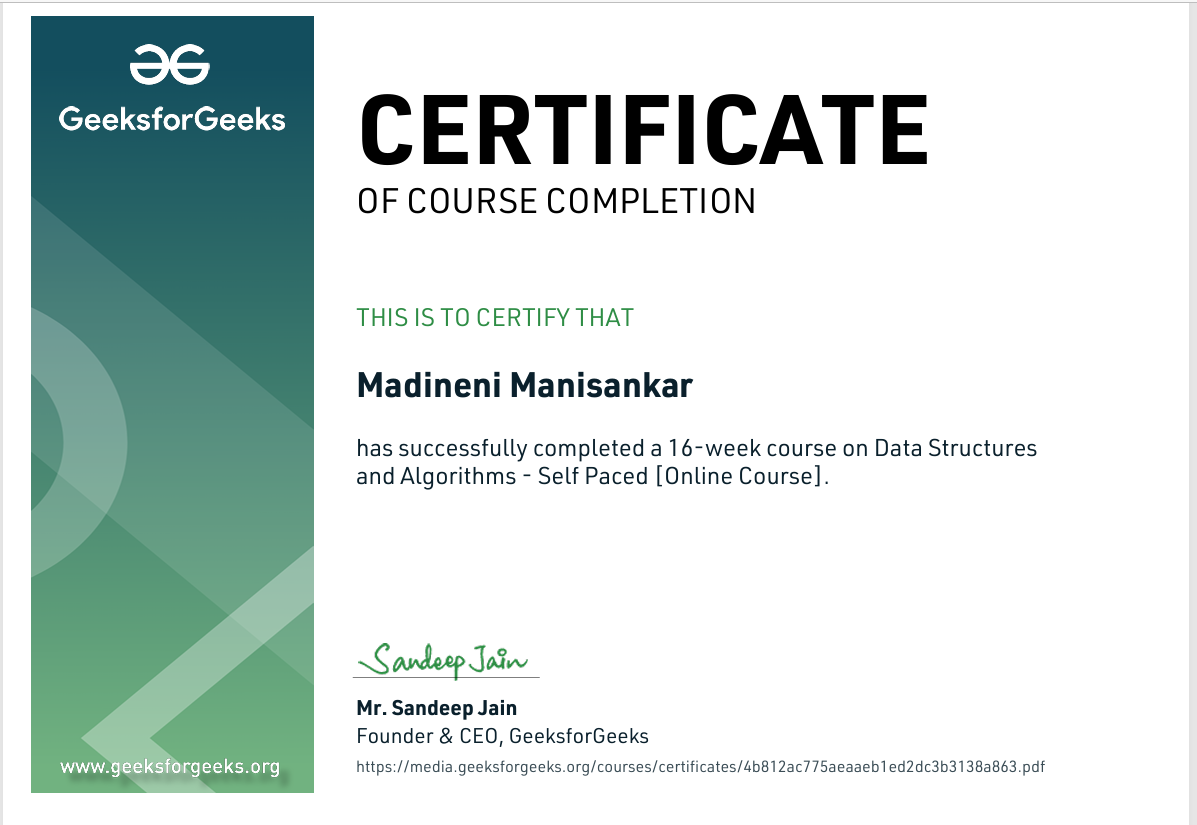 GeeksforGeeks
CERTIFICATE
OF COURSE COMPLETION
THIS IS TO CERTIFY THAT
Madineni Manisankar
has successfully completed a 16-week course on Data Structures
and Algorithms - Self Paced [Online Course].
Sandeep Jain
Mr. Sandeep Jain
Founder & CEO, GeeksforGeeks
https://media.geeksforgeeks.org/courses/certificates/4b812ac775aeaaeb1ed2dc3b3138a863.pdf
www.geeksforgeeks.org